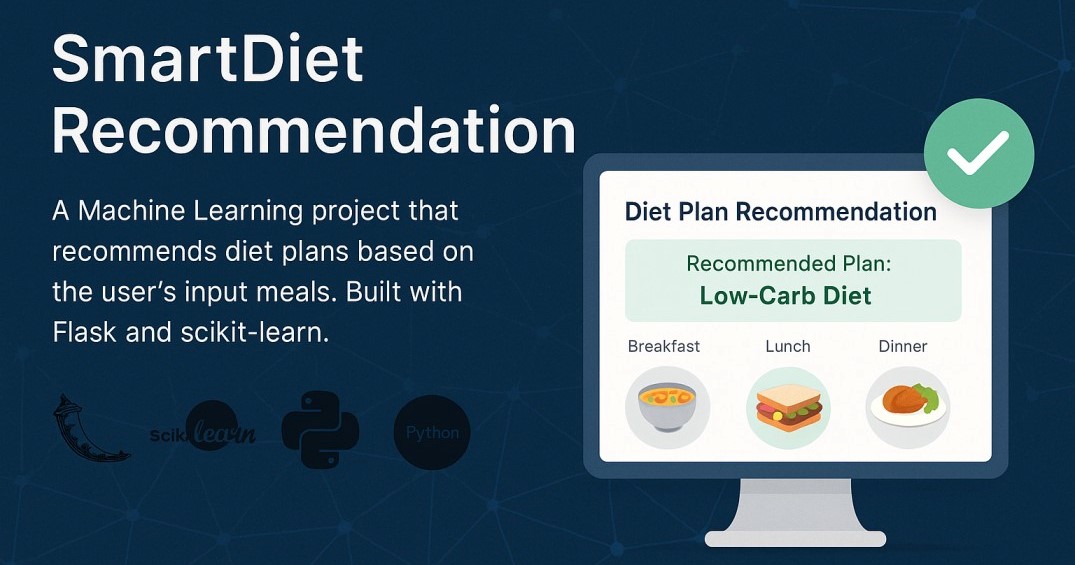 SmartDiet
Recommendation
A Machine Learning project that
recommends diet plans based on
the user's input meals. Built with
Flask and scikit-learn.
Scik learn
Python
Diet Plan Recommendation
Recommended Plan:
Low-Carb Diet
Breakfast Lunch Dinner